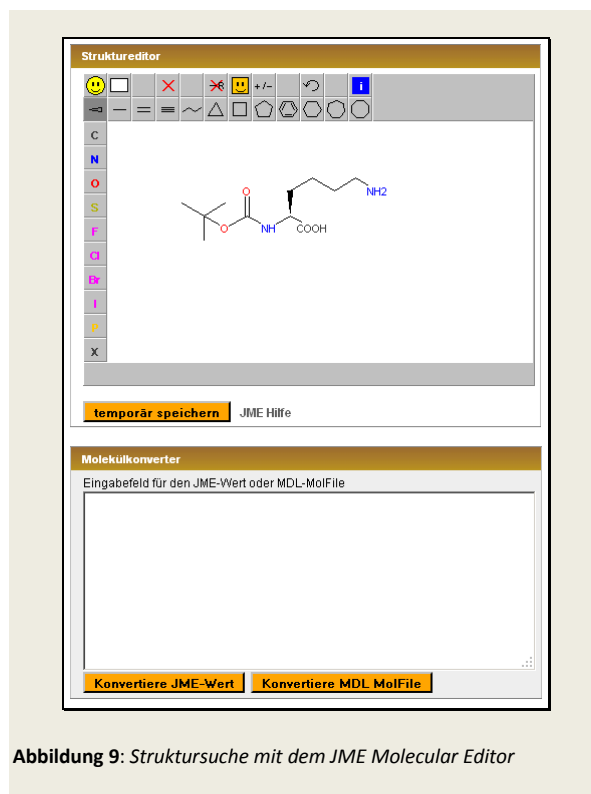 Struktureditor
+/-
i
C
N
O
S
F
Cl
Br
I
P
X
O
NH2
O
NH
COOH
temporär speichern JME Hilfe
Molekülkonverter
Eingabefeld für den JME-Wert oder MDL-MolFile
Konvertiere JME-Wert Konvertiere MDL MolFile
Abbildung 9: Struktursuche mit dem JME Molecular Editor